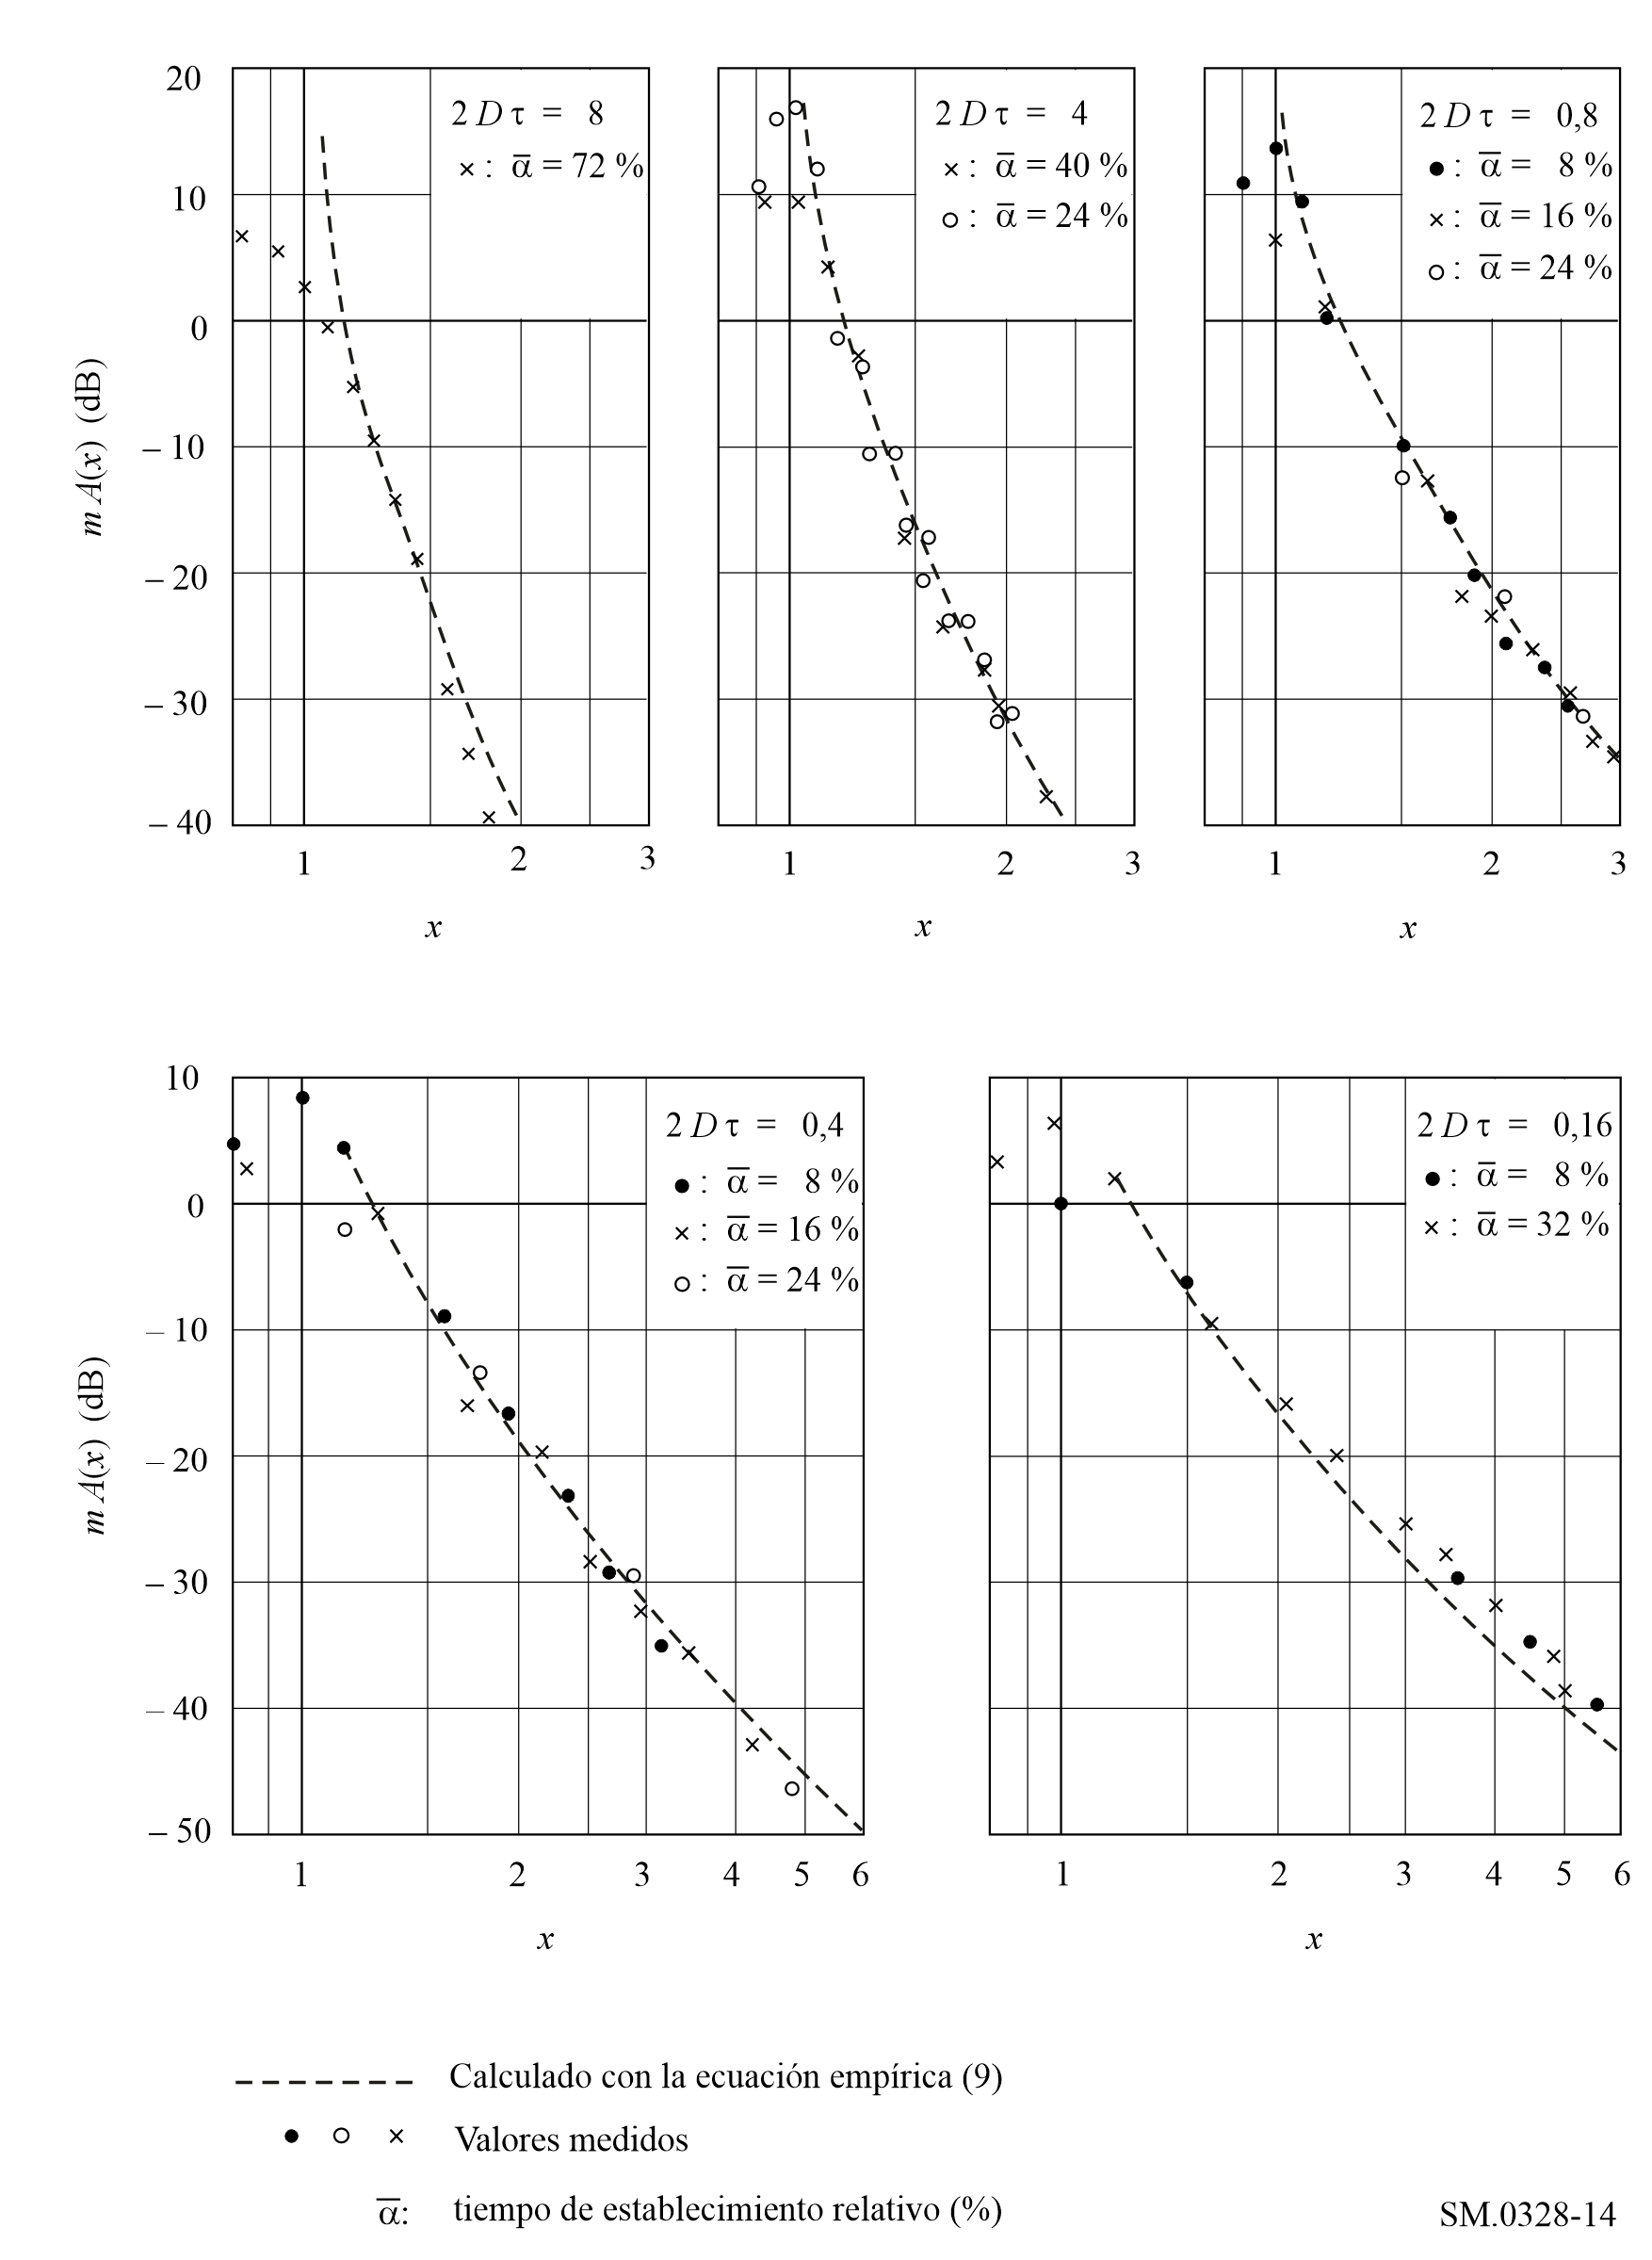 2 D τ = 8
×: ᾱ = 72 %
2 D τ = 4
×: ᾱ = 40 %
○: ᾱ = 24 %
2 D τ = 0,8
●: ᾱ = 8 %
×: ᾱ = 16 %
○: ᾱ = 24 %
20
10
0
– 10
– 20
– 30
– 40
m A(x) (dB)
1 2 3
1 2 3
1 2 3
x
x
x
2 D τ = 0,4
●: ᾱ = 8 %
×: ᾱ = 16 %
○: ᾱ = 24 %
2 D τ = 0,16
●: ᾱ = 8 %
×: ᾱ = 32 %
10
0
– 10
– 20
– 30
– 40
– 50
m A(x) (dB)
1 2 3 4 5 6
1 2 3 4 5 6
x
x
Calculado con la ecuación empírica (9)
● ○ × Valores medidos
ᾱ: tiempo de establecimiento relativo (%)
SM.0328-14